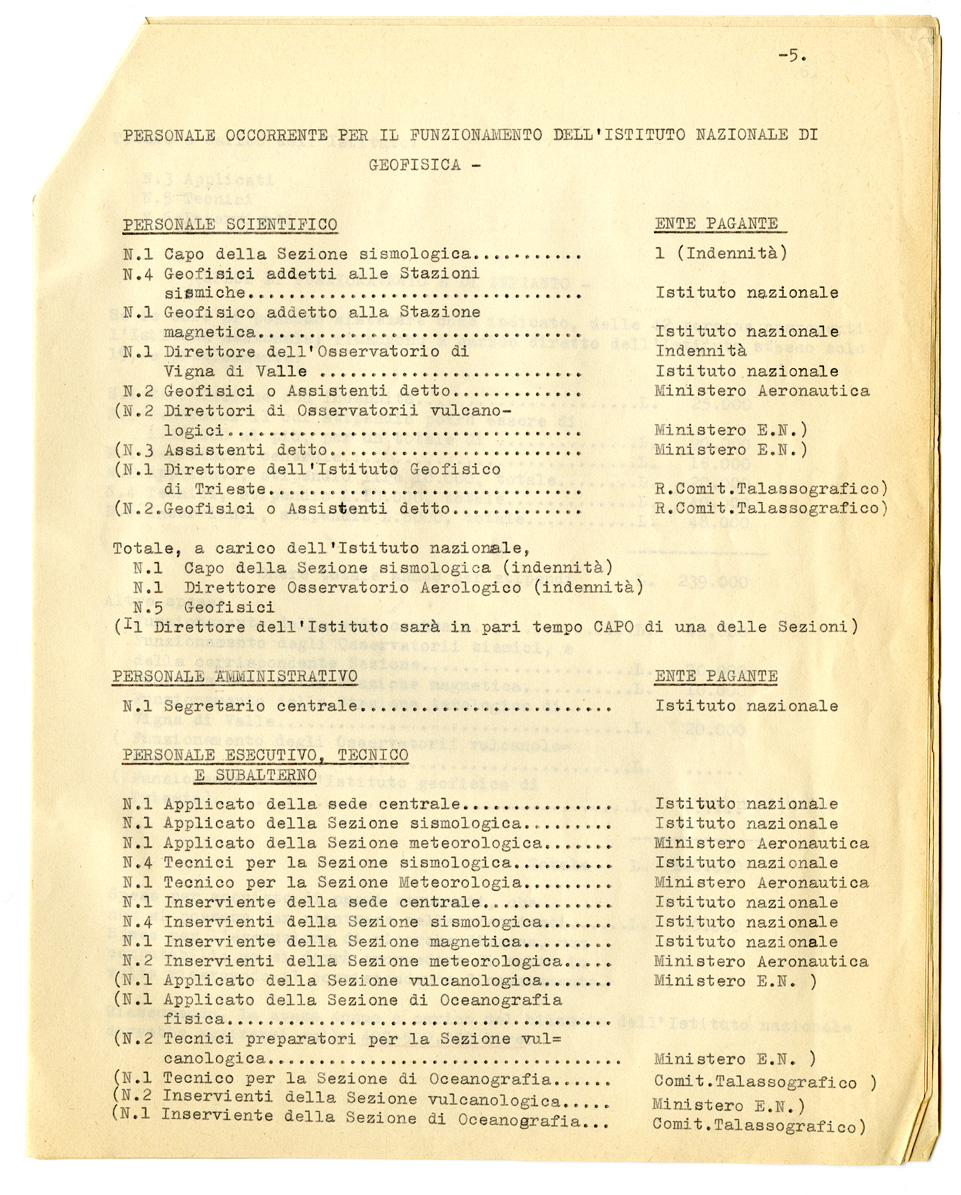 -5.
PERSONALE OCCORRENTE PER IL FUNZIONAMENTO DELL'ISTITUTO NAZIONALE DI
GEOFISICA -
PERSONALE SCIENTIFICO ENTE PAGANTE
N.1 Capo della Sezione sismologica........... 1 (Indennità)
N.4 Geofisici addetti alle Stazioni
sismiche................................. Istituto nazionale
N.1 Geofisico addetto alla Stazione
magnetica................................ Istituto nazionale
N.1 Direttore dell'Osservatorio di Indennità
Vigna di Valle .......................... Istituto nazionale
N.2 Geofisici o Assistenti detto............. Ministero Aeronautica
(N.2 Direttori di Osservatorii vulcano-
logici................................... Ministero E.N.)
(N.3 Assistenti detto......................... Ministero E.N.)
(N.1 Direttore dell'Istituto Geofisico
di Trieste............................... R.Comit.Talassografico)
(N.2.Geofisici o Assistenti detto............. R.Comit.Talassografico)
Totale, a carico dell'Istituto nazionale,
N.1 Capo della Sezione sismologica (indennità)
N.1 Direttore Osservatorio Aerologico (indennità)
N.5 Geofisici
(Il Direttore dell'Istituto sarà in pari tempo CAPO di una delle Sezioni)
PERSONALE AMMINISTRATIVO ENTE PAGANTE
N.1 Segretario centrale......................... Istituto nazionale
PERSONALE ESECUTIVO, TECNICO
E SUBALTERNO
N.1 Applicato della sede centrale............... Istituto nazionale
N.1 Applicato della Sezione sismologica......... Istituto nazionale
N.1 Applicato della Sezione meteorologica....... Ministero Aeronautica
N.4 Tecnici per la Sezione sismologica.......... Istituto nazionale
N.1 Tecnico per la Sezione Meteorologia......... Ministero Aeronautica
N.1 Inserviente della sede centrale............. Istituto nazionale
N.4 Inservienti della Sezione sismologica....... Istituto nazionale
N.1 Inserviente della Sezione magnetica......... Istituto nazionale
N.2 Inservienti della Sezione meteorologica..... Ministero Aeronautica
(N.1 Applicato della Sezione vulcanologica....... Ministero E.N. )
(N.1 Applicato della Sezione di Oceanografia
fisica.......................................
(N.2 Tecnici preparatori per la Sezione vul=
canologica................................... Ministero E.N. )
(N.1 Tecnico per la Sezione di Oceanografia...... Comit.Talassografico )
(N.2 Inservienti della Sezione vulcanologica..... Ministero E.N.)
(N.1 Inserviente della Sezione di Oceanografia... Comit.Talassografico)